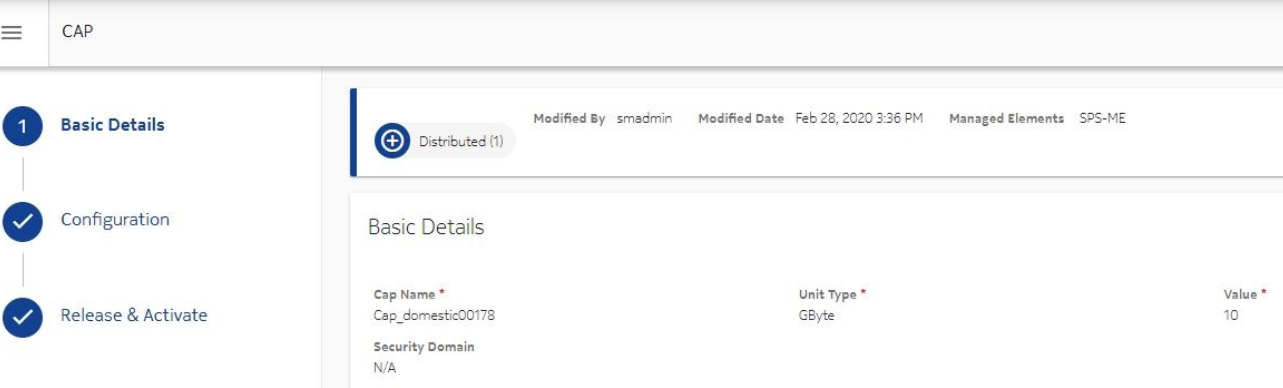 CAP
1 Basic Details
Configuration
Release & Activate
Distributed (1)
Modified By smadmin Modified Date Feb 28, 2020 3:36 PM Managed Elements SPS-ME
Basic Details
Cap Name * Unit Type * Value *
Cap_domestic00178 GByte 10
Security Domain
N/A